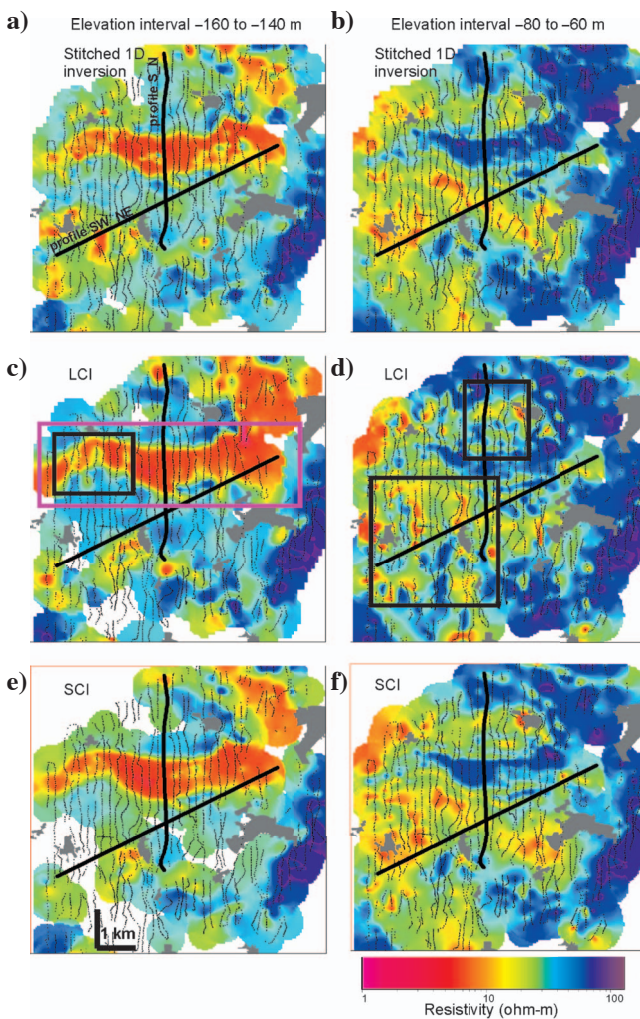 a)
Elevation interval –160 to –140 m
b)
Elevation interval –80 to –60 m
Stitched 1D
inversion
profile S_N
profile SW_NE
Stitched 1D
inversion
c)
LCI
d)
LCI
e)
SCI
1 km
f)
SCI
1
10
100
Resistivity (ohm-m)